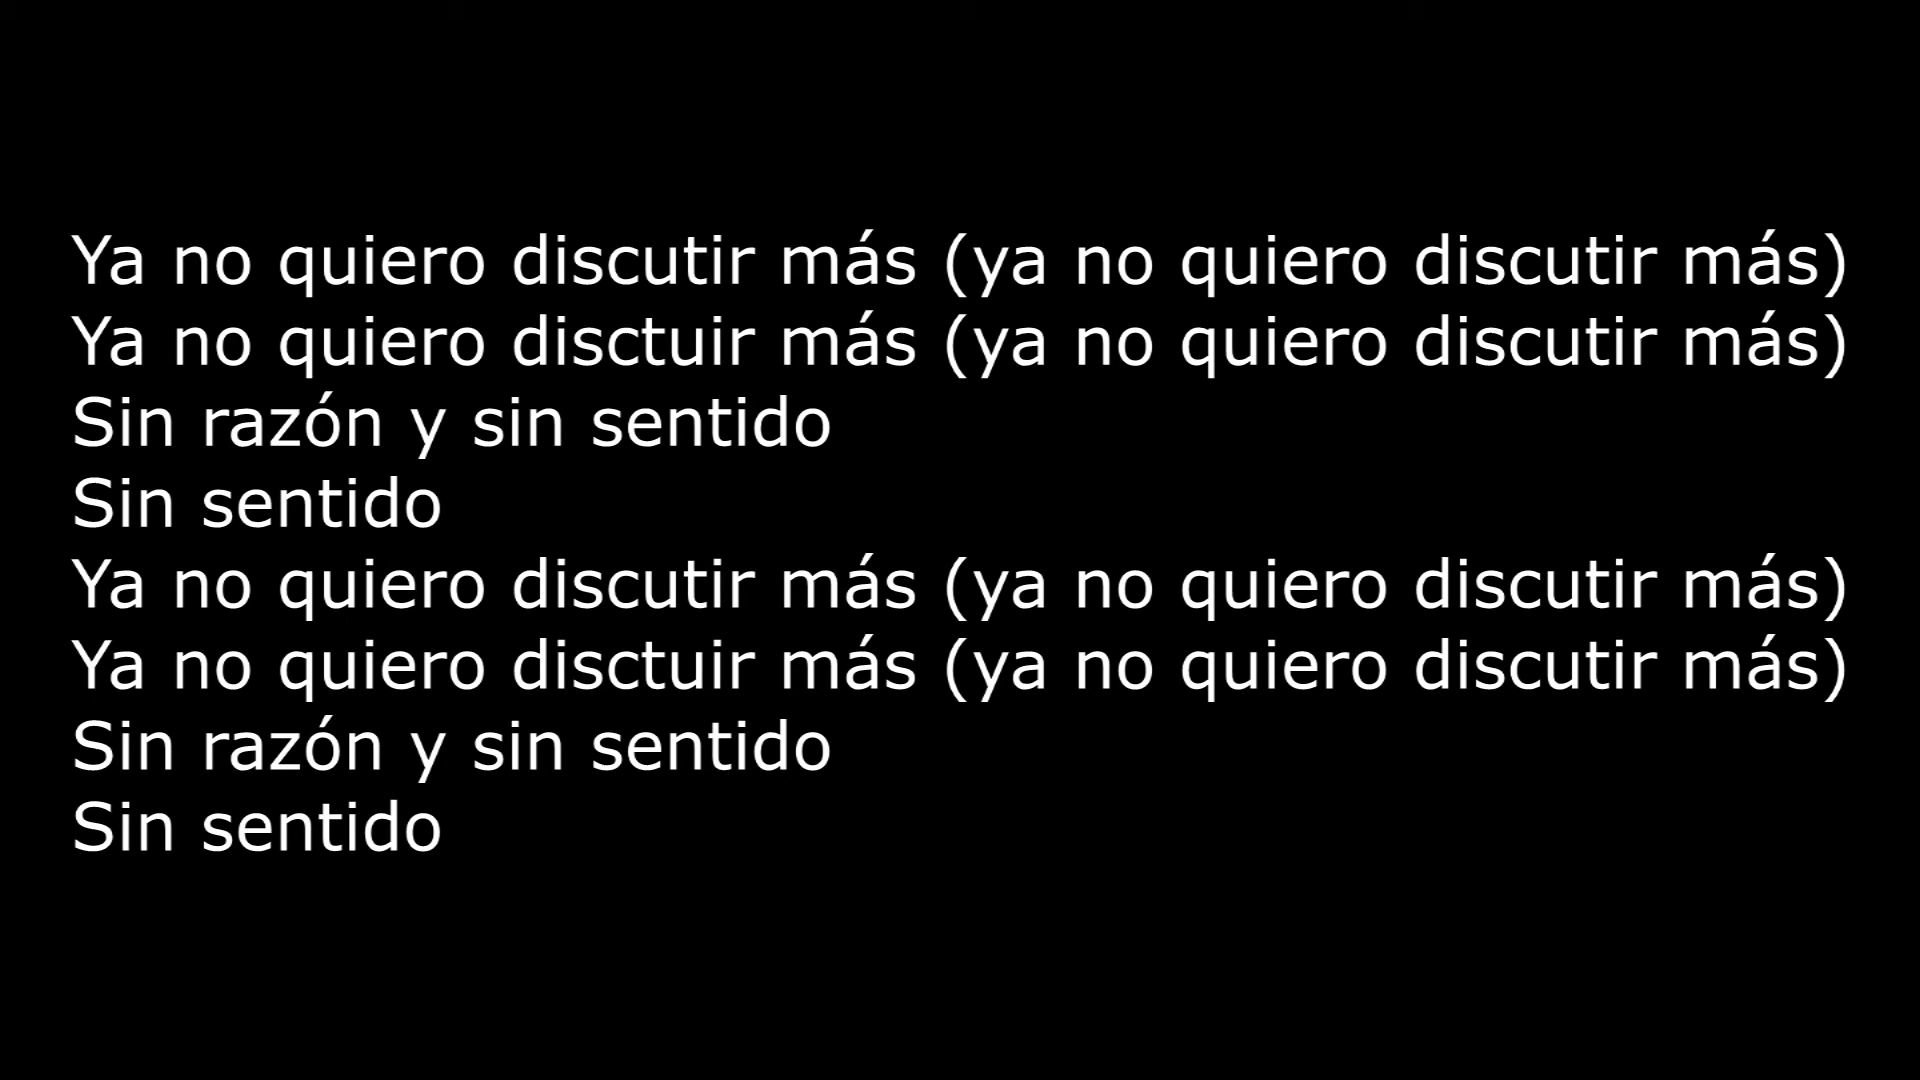 Ya no quiero discutir más (ya no quiero discutir más)
Ya no quiero disctuir más (ya no quiero discutir más)
Sin razón y sin sentido
Sin sentido
Ya no quiero discutir más (ya no quiero discutir más)
Ya no quiero disctuir más (ya no quiero discutir más)
Sin razón y sin sentido
Sin sentido